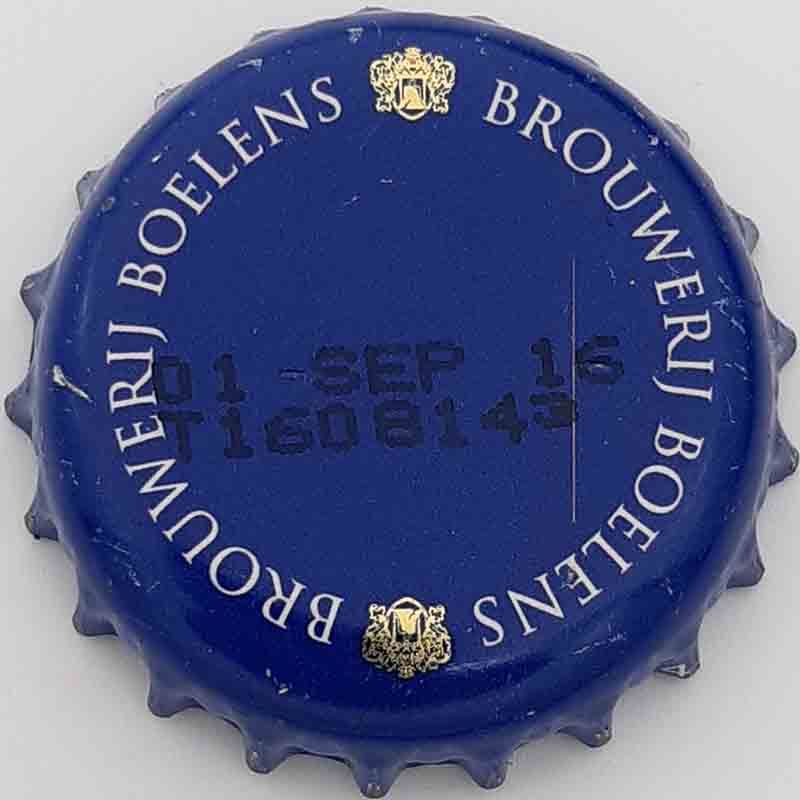 BROUWERIJ BOELENS
BROUWERIJ BOELENS
01 SEP 16
T1608143